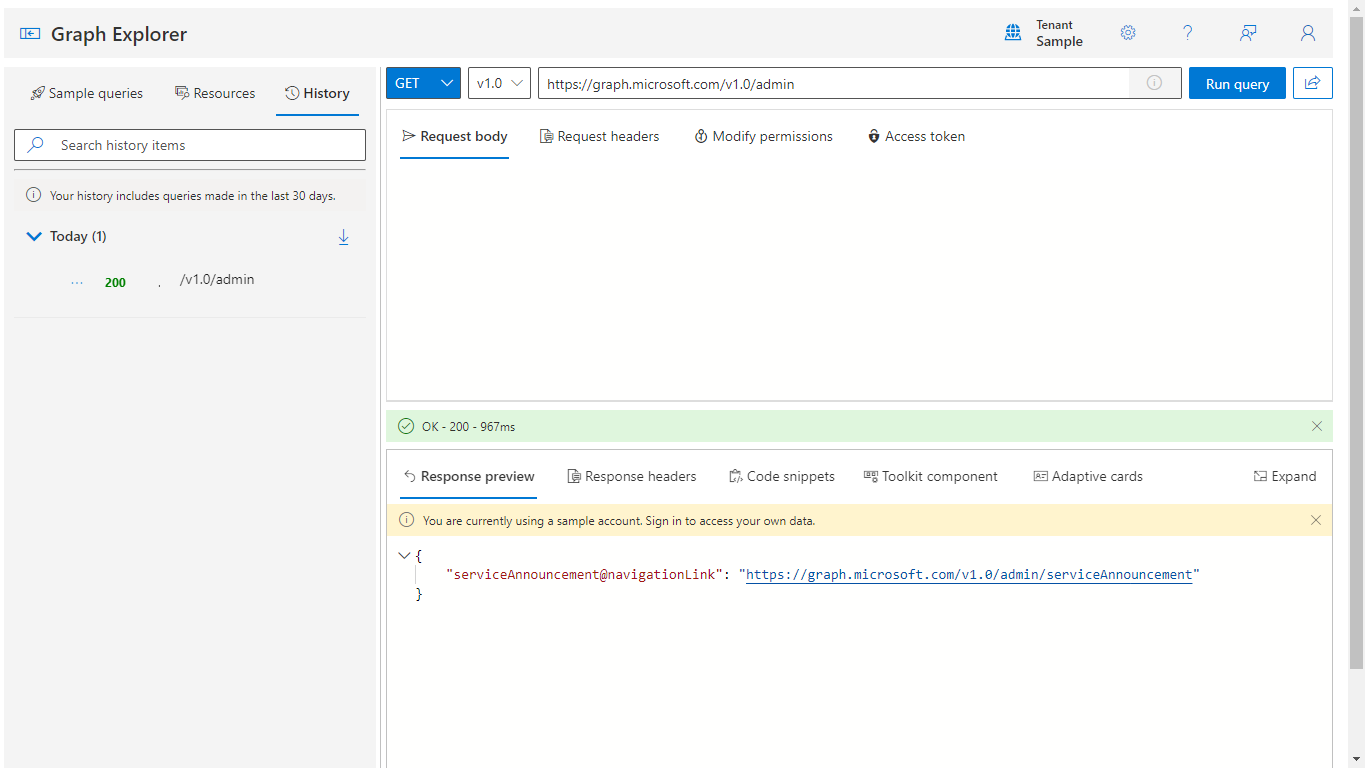 Graph Explorer
Tenant
Sample
Sample queries
Resources
History
Search history items
Your history includes queries made in the last 30 days.
Today (1)
... 200 . /v1.0/admin
GET
v1.0
https://graph.microsoft.com/v1.0/admin
Run query
Request body
Request headers
Modify permissions
Access token
OK - 200 - 967ms
Response preview
Response headers
Code snippets
Toolkit component
Adaptive cards
Expand
You are currently using a sample account. Sign in to access your own data.
{
"serviceAnnouncement@navigationLink": "https://graph.microsoft.com/v1.0/admin/serviceAnnouncement"
}